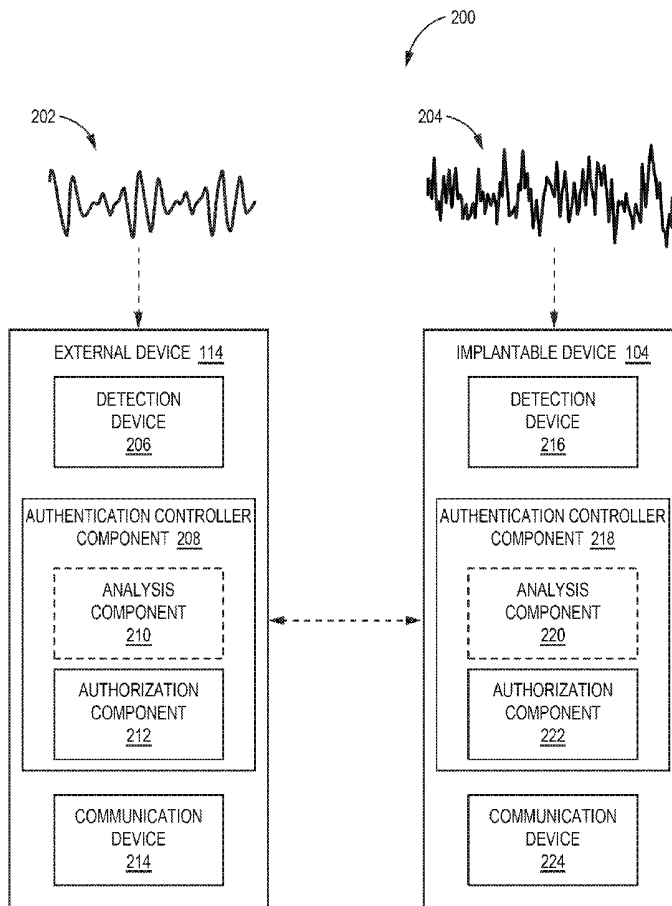 200
202
204
EXTERNAL DEVICE 114
DETECTION
DEVICE
206
AUTHENTICATION CONTROLLER
COMPONENT 208
ANALYSIS
COMPONENT
210
AUTHORIZATION
COMPONENT
212
COMMUNICATION
DEVICE
214
IMPLANTABLE DEVICE 104
DETECTION
DEVICE
216
AUTHENTICATION CONTROLLER
COMPONENT 218
ANALYSIS
COMPONENT
220
AUTHORIZATION
COMPONENT
222
COMMUNICATION
DEVICE
224